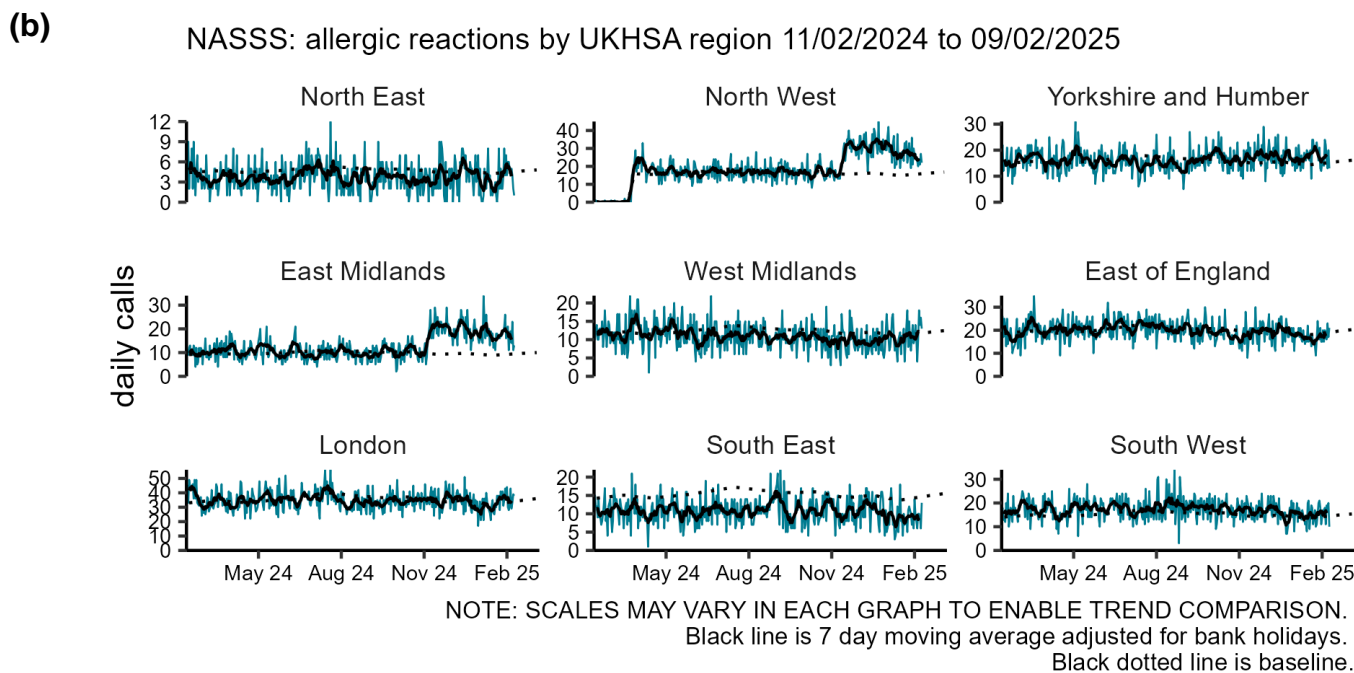 (b)
NASSS: allergic reactions by UKHSA region 11/02/2024 to 09/02/2025
North East
North West
Yorkshire and Humber
12
9
6
3
0
40
30
20
10
0
30
20
10
0
daily calls
East Midlands
West Midlands
East of England
30
20
10
0
20
15
10
5
0
30
20
10
0
London
South East
South West
50
40
30
20
10
0
20
15
10
5
0
30
20
10
0
May 24 Aug 24 Nov 24 Feb 25
May 24 Aug 24 Nov 24 Feb 25
May 24 Aug 24 Nov 24 Feb 25
NOTE: SCALES MAY VARY IN EACH GRAPH TO ENABLE TREND COMPARISON.
Black line is 7 day moving average adjusted for bank holidays.
Black dotted line is baseline.